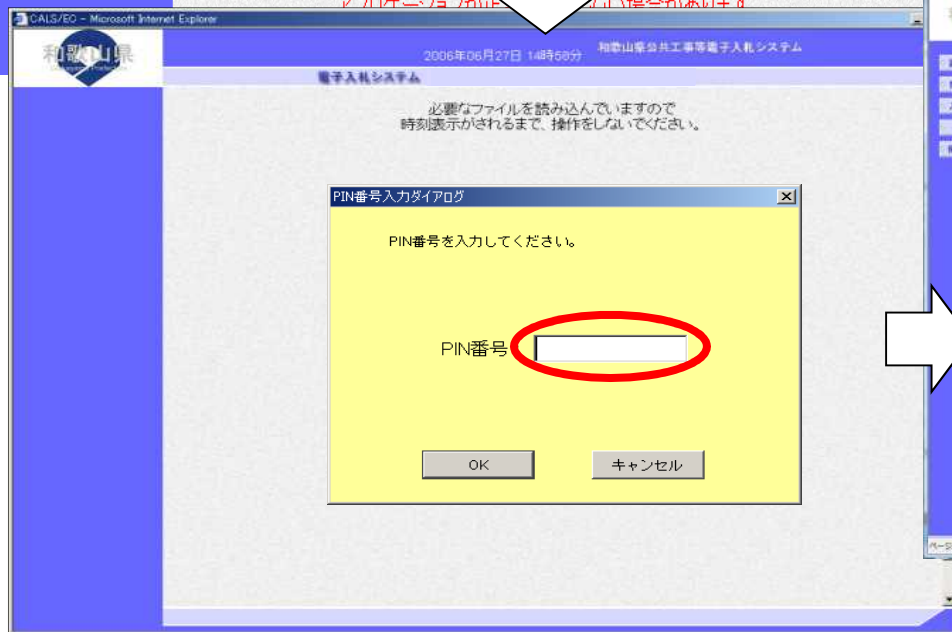 CALS/EC - Microsoft Internet Explorer
和歌山県
2006年06月27日 14時58分
和歌山県公共工事等電子入札システム
電子入札システム
必要なファイルを読み込んでいますので
時刻表示がされるまで、操作をしないでください。
PIN番号入力ダイアログ
PIN番号を入力してください。
PIN番号
OK
キャンセル